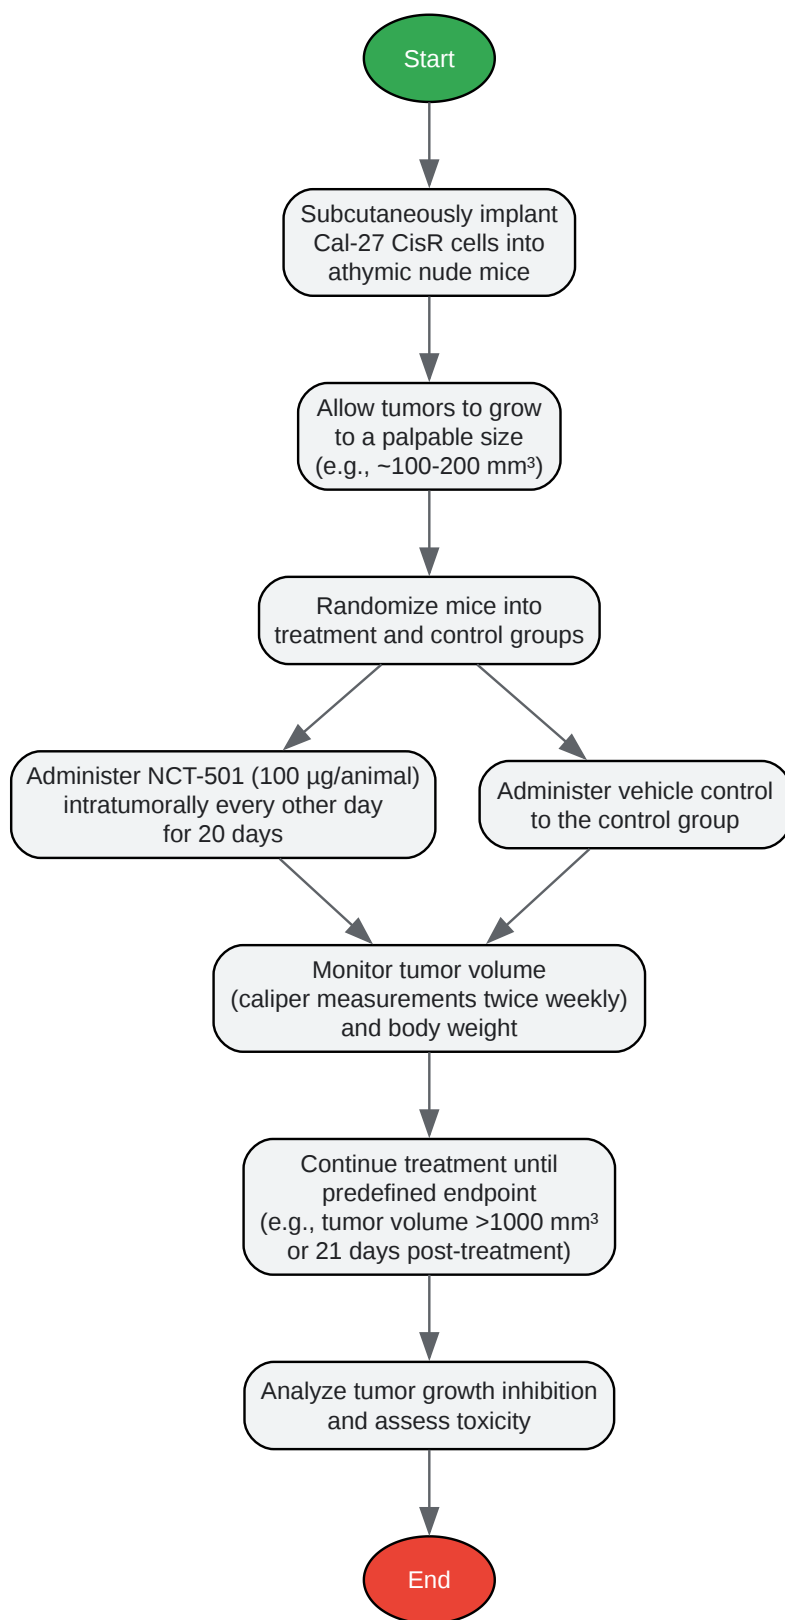 Start
Subcutaneously implant
Cal-27 CisR cells into
athymic nude mice
Allow tumors to grow
to a palpable size
(e.g., ~100-200 mm³)
Randomize mice into
treatment and control groups
Administer NCT-501 (100 µg/animal)
intratumorally every other day
for 20 days
Administer vehicle control
to the control group
Monitor tumor volume
(caliper measurements twice weekly)
and body weight
Continue treatment until
predefined endpoint
(e.g., tumor volume >1000 mm³
or 21 days post-treatment)
Analyze tumor growth inhibition
and assess toxicity
End